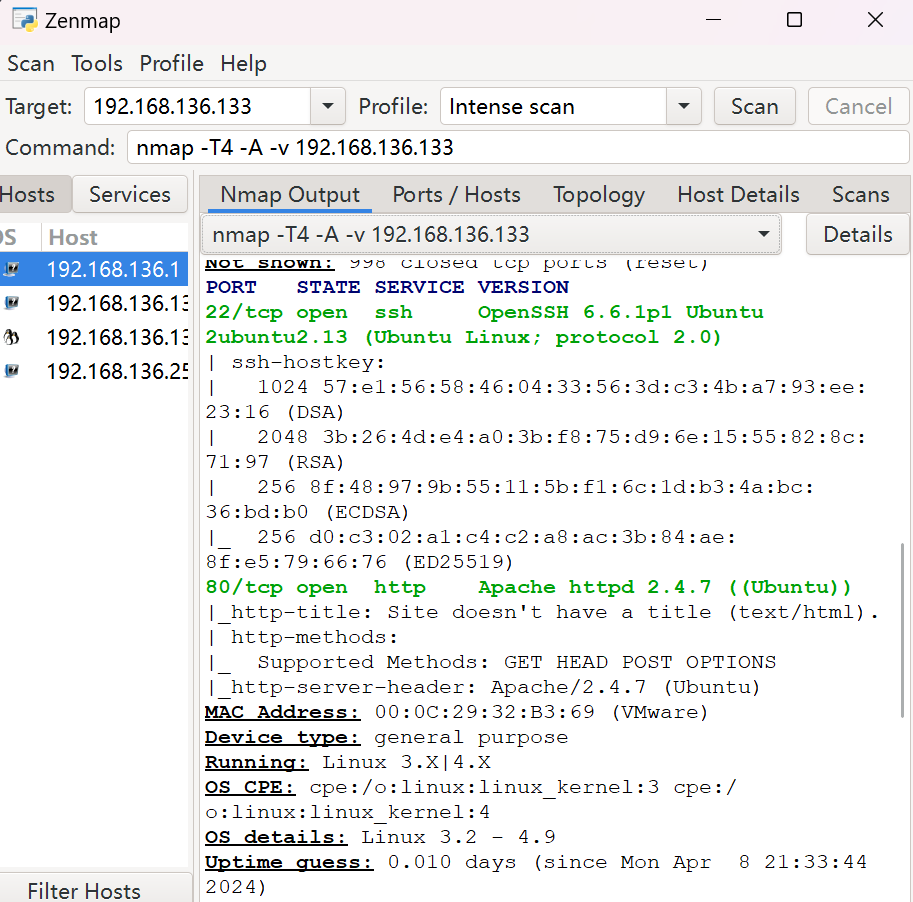 Zenmap
Scan Tools Profile Help
Target: 192.168.136.133 Profile: Intense scan Scan Cancel
Command: nmap -T4 -A -v 192.168.136.133
Hosts Services
Nmap Output Ports / Hosts Topology Host Details Scans
OS Host
nmap -T4 -A -v 192.168.136.133 Details
192.168.136.1
192.168.136.13
192.168.136.13
192.168.136.25
Filter Hosts
Not shown: 998 closed tcp ports (reset)
PORT STATE SERVICE VERSION
22/tcp open ssh OpenSSH 6.6.1p1 Ubuntu
2ubuntu2.13 (Ubuntu Linux; protocol 2.0)
| ssh-hostkey:
| 1024 57:e1:56:58:46:04:33:56:3d:c3:4b:a7:93:ee:
23:16 (DSA)
| 2048 3b:26:4d:e4:a0:3b:f8:75:d9:6e:15:55:82:8c:
71:97 (RSA)
| 256 8f:48:97:9b:55:11:5b:f1:6c:1d:b3:4a:bc:
36:bd:b0 (ECDSA)
|_ 256 d0:c3:02:a1:c4:c2:a8:ac:3b:84:ae:
8f:e5:79:66:76 (ED25519)
80/tcp open http Apache httpd 2.4.7 ((Ubuntu))
|_http-title: Site doesn't have a title (text/html).
| http-methods:
|_ Supported Methods: GET HEAD POST OPTIONS
|_http-server-header: Apache/2.4.7 (Ubuntu)
MAC Address: 00:0C:29:32:B3:69 (VMware)
Device type: general purpose
Running: Linux 3.X|4.X
OS CPE: cpe:/o:linux:linux_kernel:3 cpe:/
o:linux:linux_kernel:4
OS details: Linux 3.2 - 4.9
Uptime guess: 0.010 days (since Mon Apr 8 21:33:44
2024)